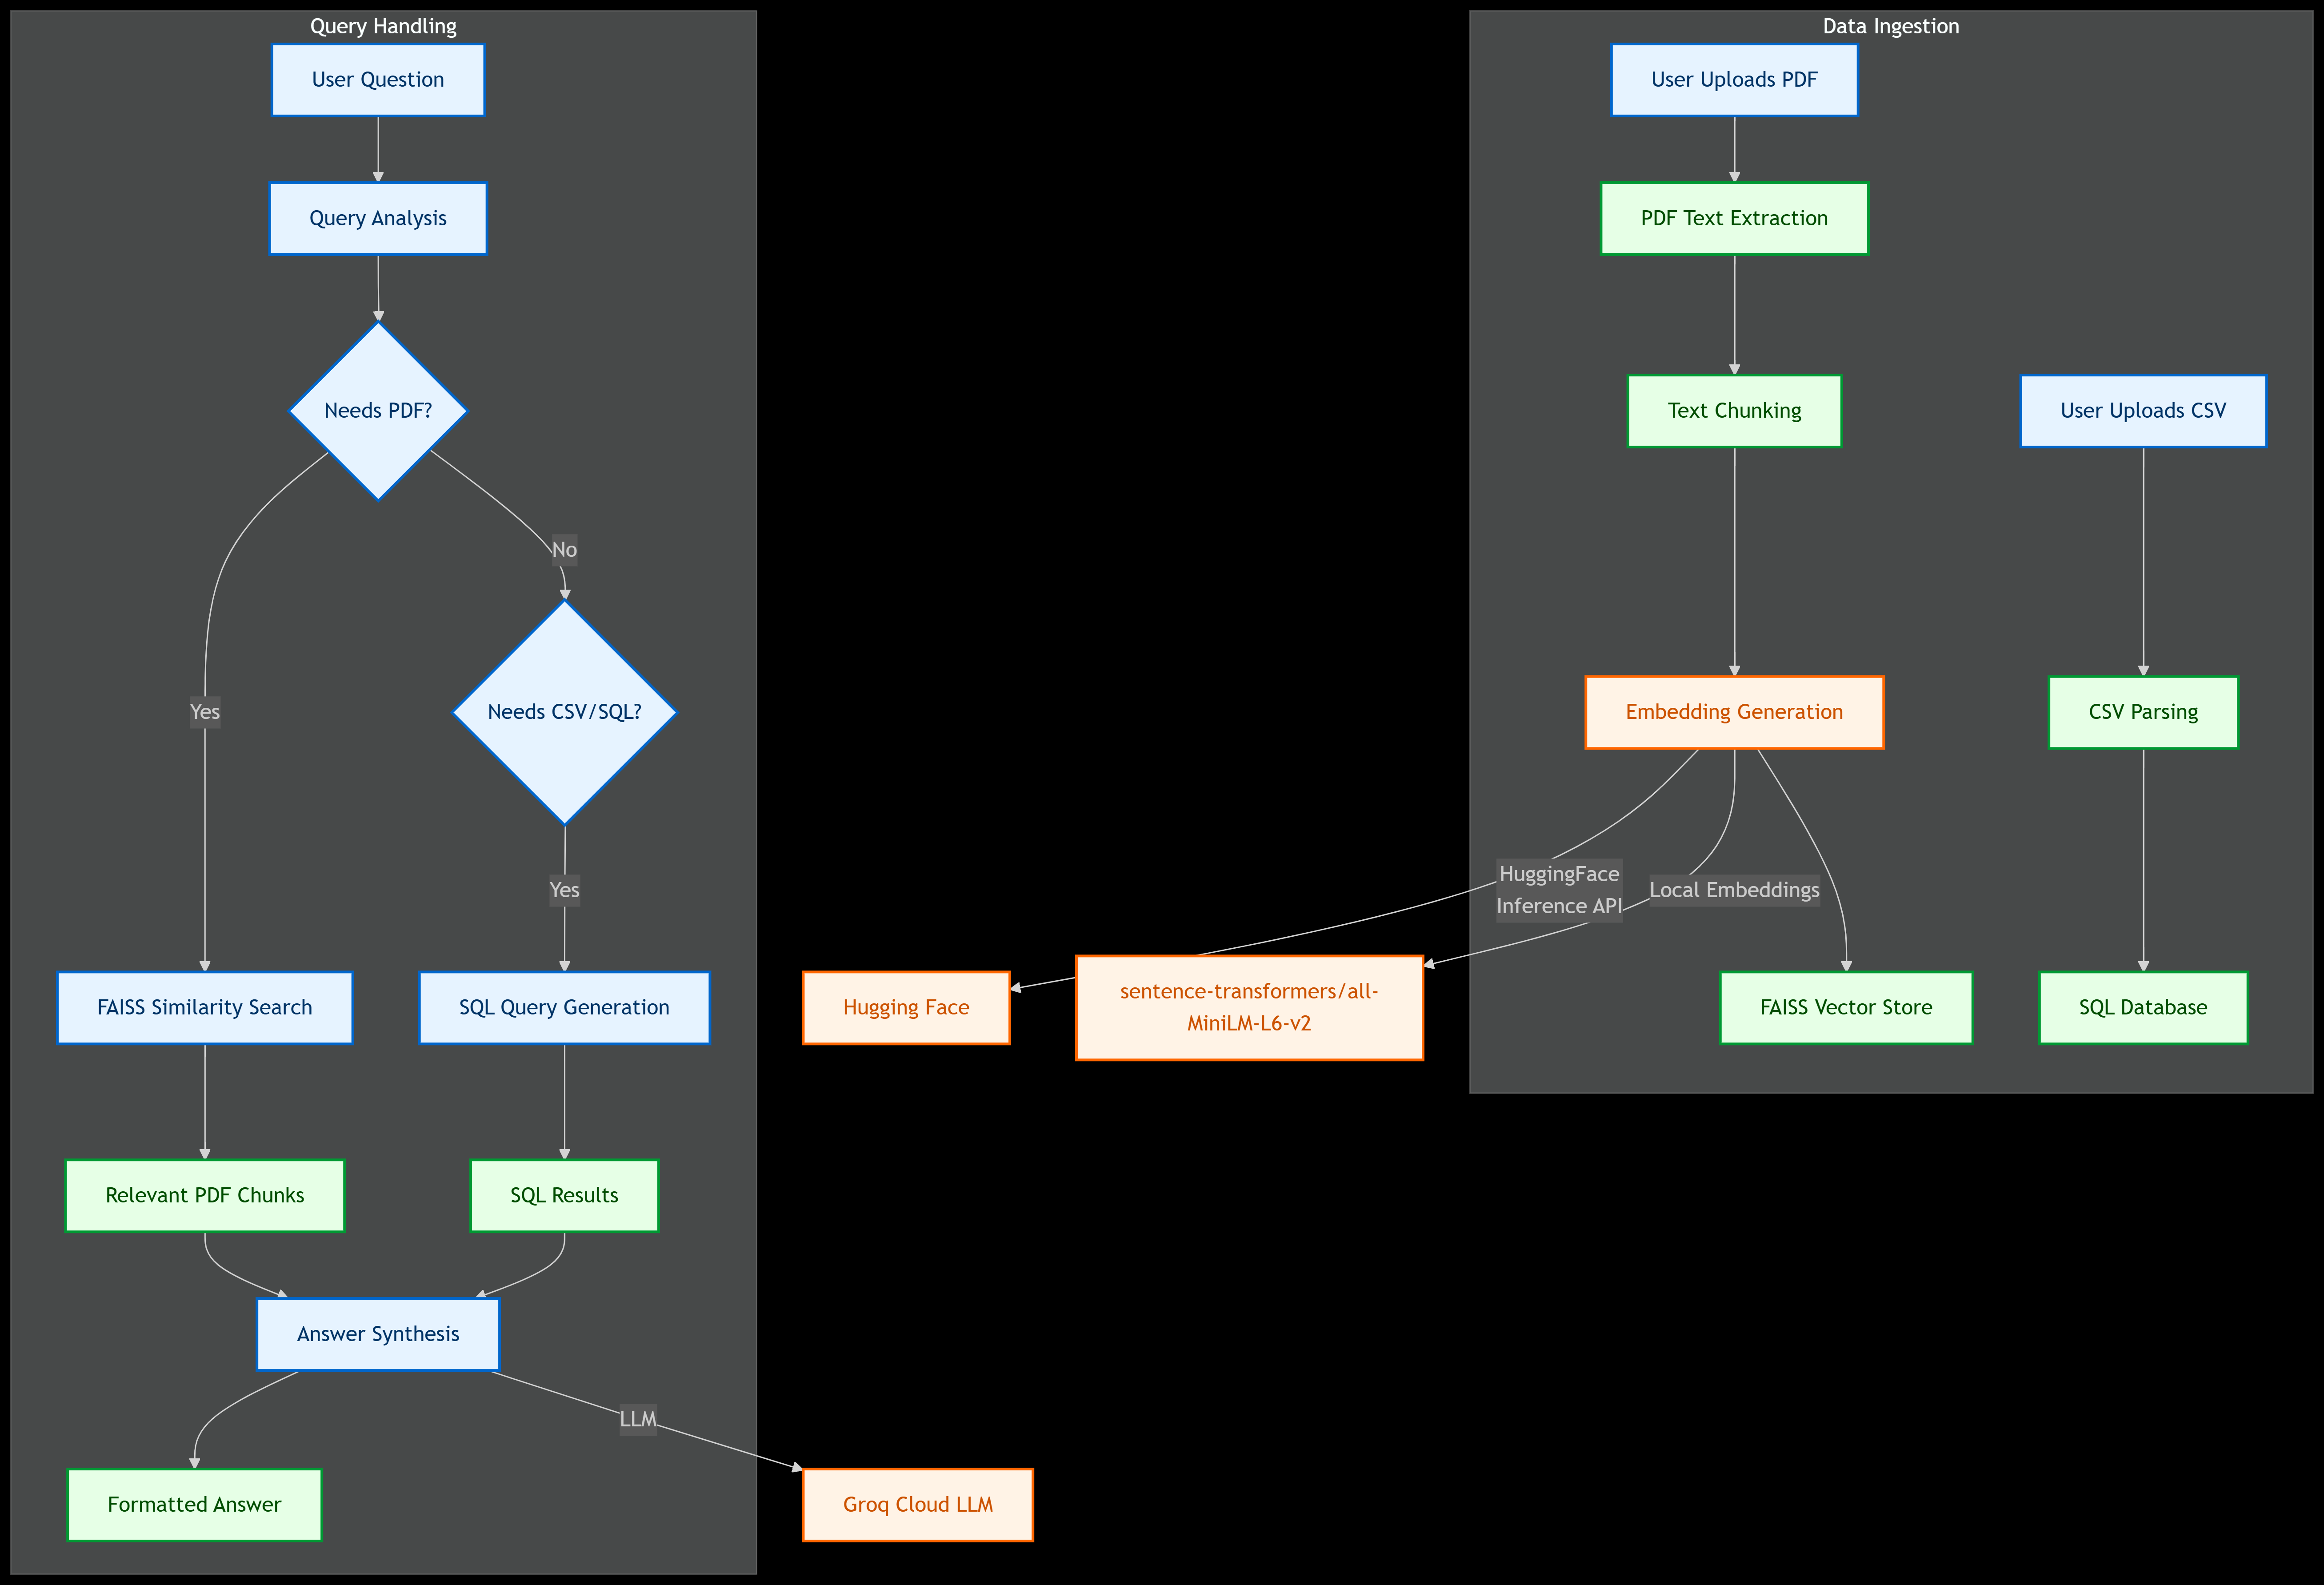 Query Handling
User Question
Query Analysis
Needs PDF?
No
Yes
Needs CSV/SQL?
Yes
FAISS Similarity Search
SQL Query Generation
Relevant PDF Chunks
SQL Results
Answer Synthesis
LLM
Formatted Answer
Groq Cloud LLM
Data Ingestion
User Uploads PDF
PDF Text Extraction
Text Chunking
User Uploads CSV
Embedding Generation
CSV Parsing
HuggingFace
Inference API
Local Embeddings
Hugging Face
sentence-transformers/all-
MiniLM-L6-v2
FAISS Vector Store
SQL Database